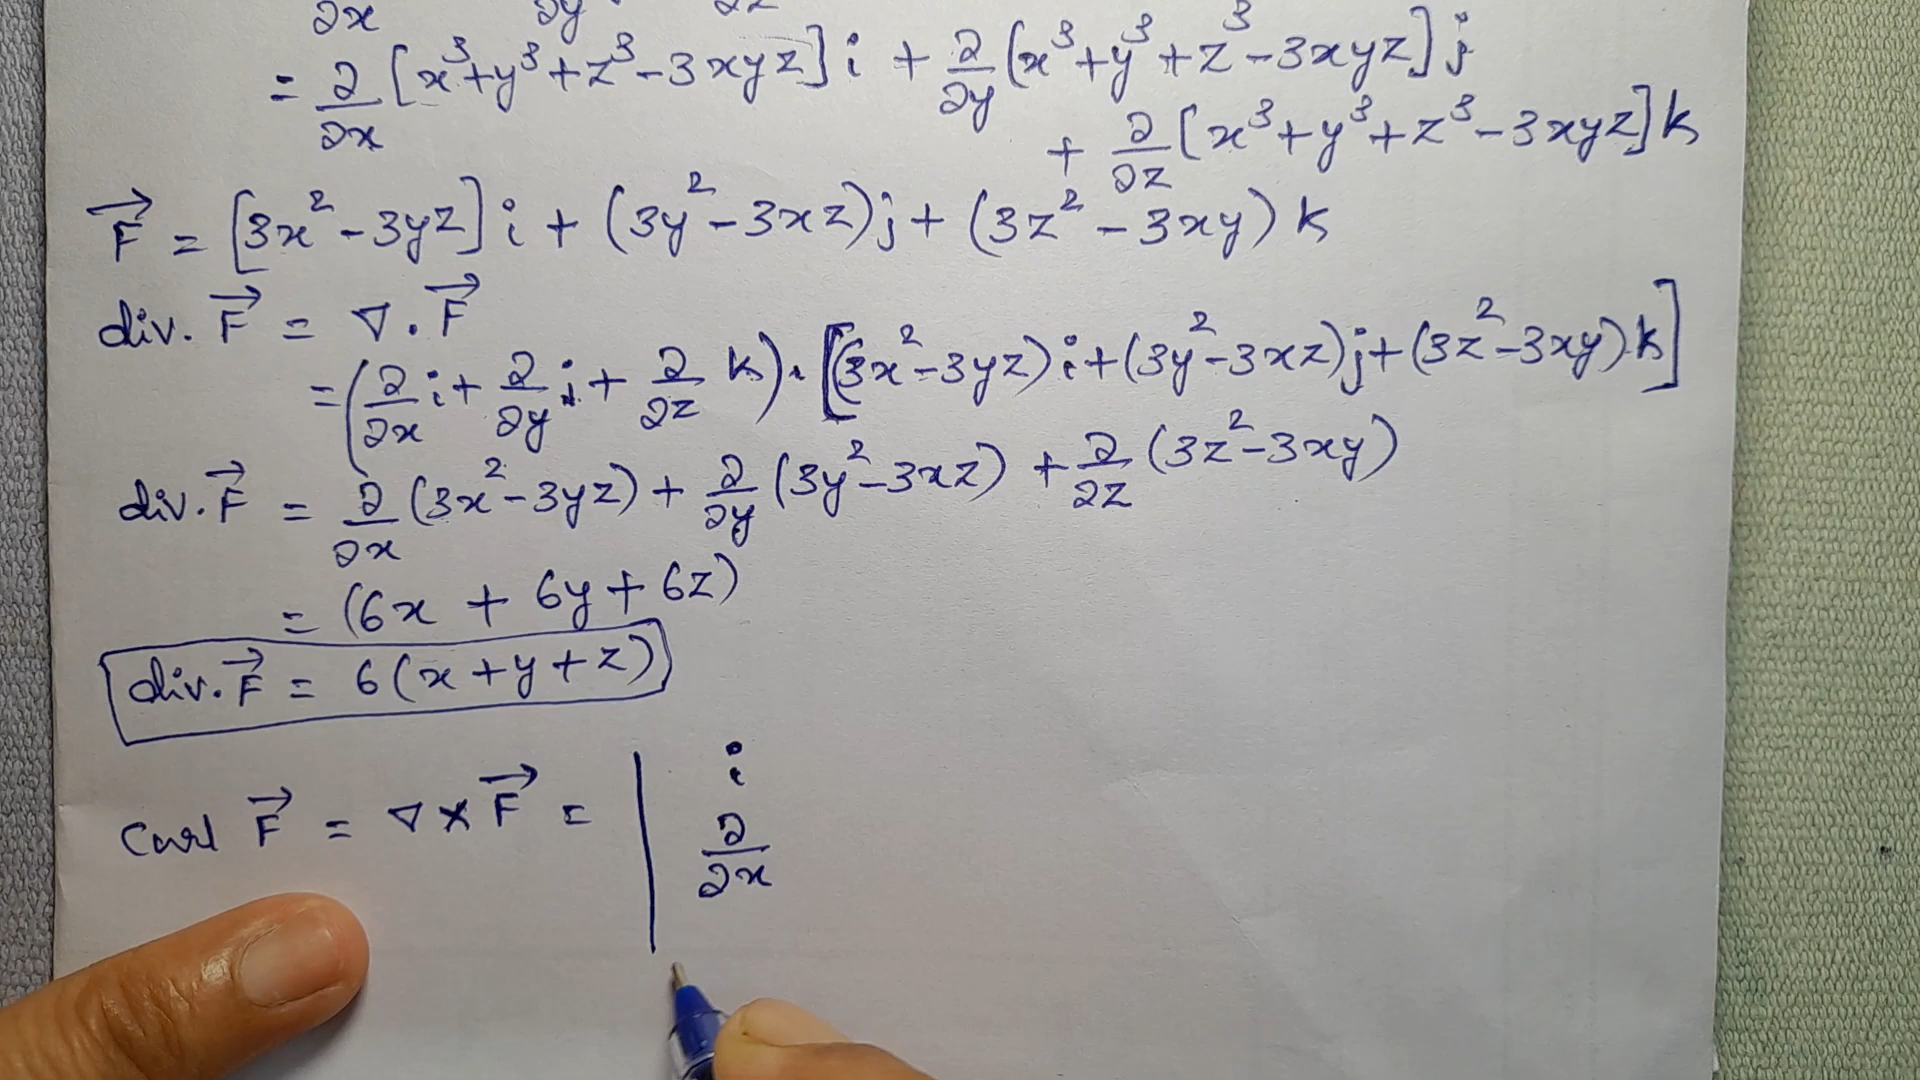 ∂x ∂y ∂z
= ∂/∂x [x³+y³+z³-3xyz] i + ∂/∂y (x³+y³+z³-3xyz] j
+ ∂/∂z [x³+y³+z³-3xyz] k
F⃗ = [3x²-3yz] i + (3y²-3xz) j + (3z²-3xy) k
div. F⃗ = ∇ . F⃗
= (∂/∂x i + ∂/∂y j + ∂/∂z k) . [(3x²-3yz) i + (3y²-3xz) j + (3z²-3xy) k]
div. F⃗ = ∂/∂x (3x²-3yz) + ∂/∂y (3y²-3xz) + ∂/∂z (3z²-3xy)
= (6x + 6y + 6z)
div. F⃗ = 6(x+y+z)
Curl F⃗ = ∇ × F⃗ = | i
∂/∂x